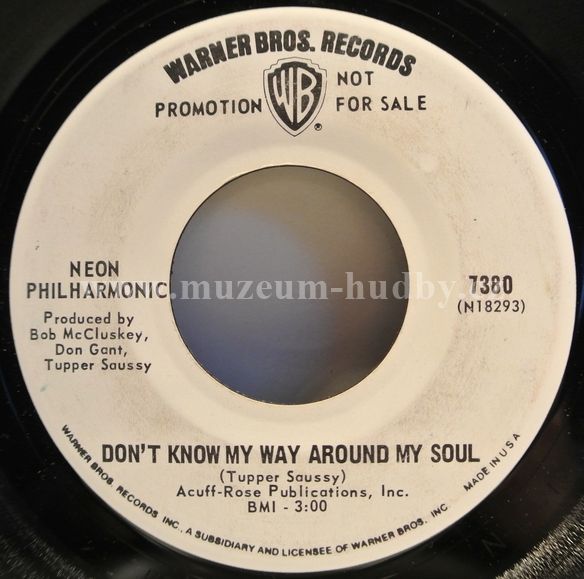 WARNER BROS. RECORDS
PROMOTION
NOT
FOR SALE
WB
®
NEON
PHILHARMONIC
Produced by
Bob McCluskey,
Don Gant,
Tupper Saussy
7380
(N18293)
www.muzeum-hudby.
DON'T KNOW MY WAY AROUND MY SOUL
(Tupper Saussy)
Acuff-Rose Publications, Inc.
BMI - 3:00
WARNER BROS. RECORDS INC., A SUBSIDIARY AND LICENSEE OF WARNER BROS. INC.
MADE IN U.S.A